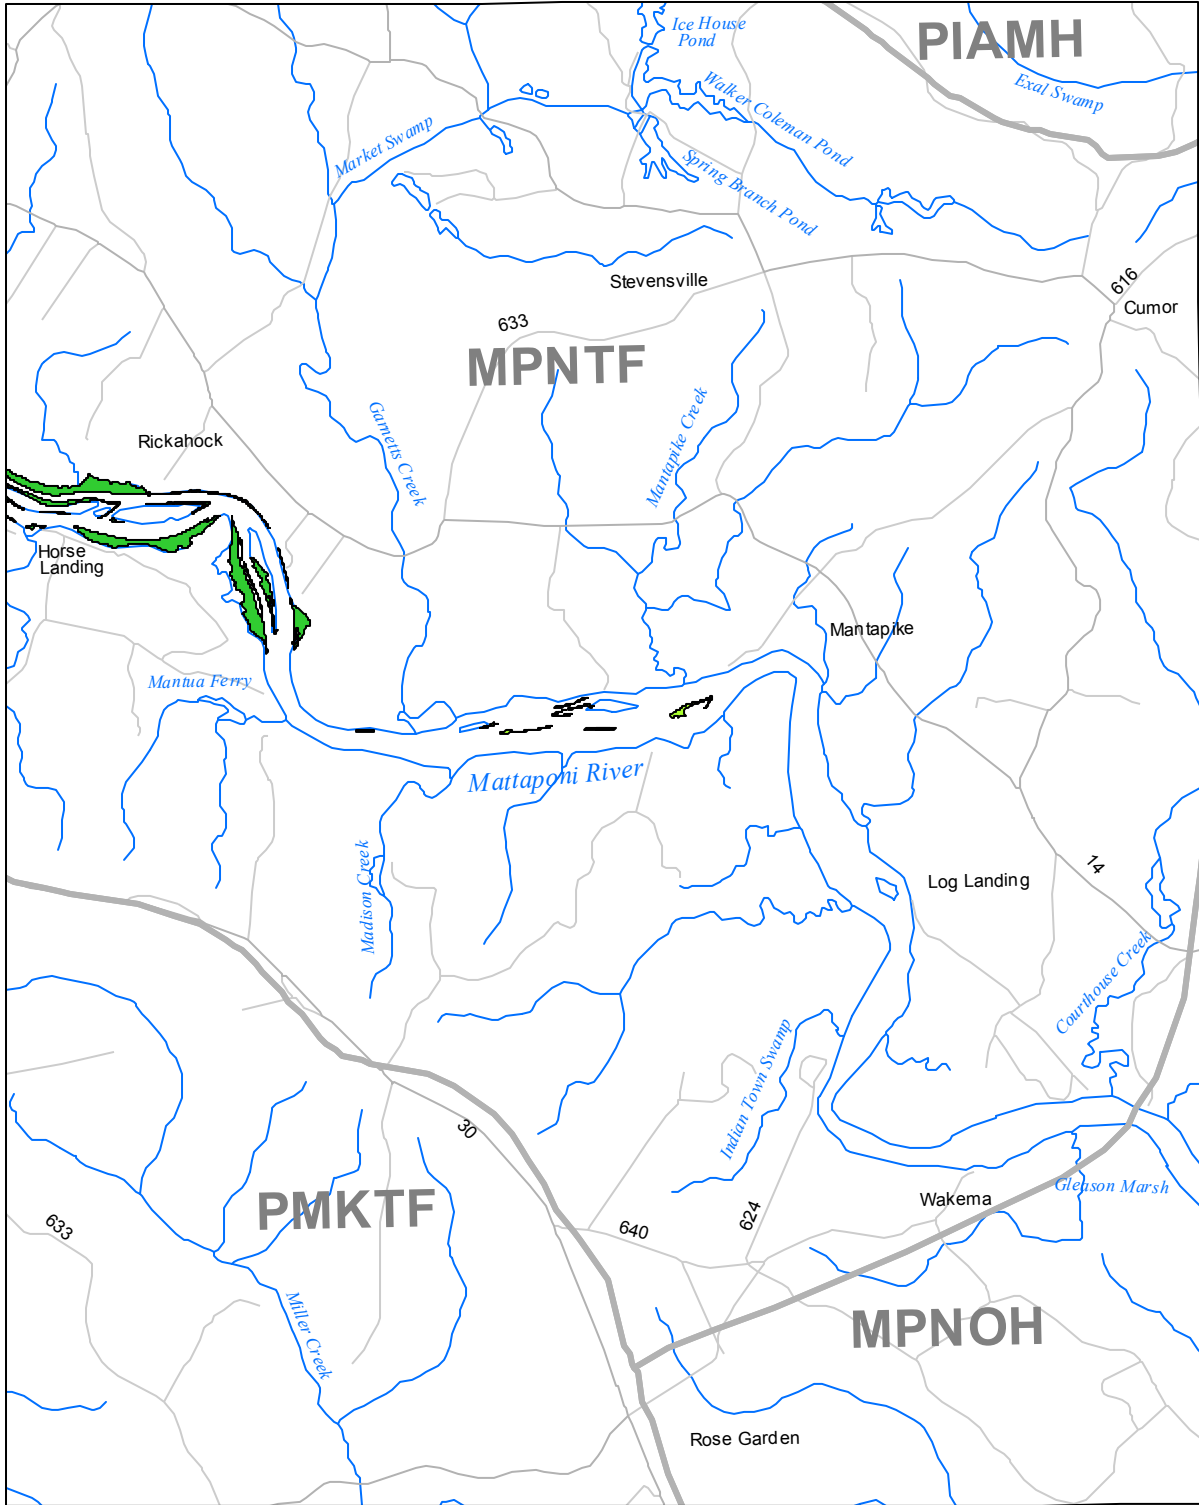 Ice House
Pond
PIAMH
Exal Swamp
Walker Coleman Pond
Market Swamp
Spring Branch Pond
Stevensville
616
Cumor
633
MPNTF
Garnetts Creek
Mantapike Creek
Rickahock
Horse
Landing
Mantapike
Mantua Ferry
Mattaponi River
Madison Creek
14
Log Landing
Courthouse Creek
Indian Town Swamp
30
Gleason Marsh
Wakema
PMKTF
633
640
624
Miller Creek
MPNOH
Rose Garden